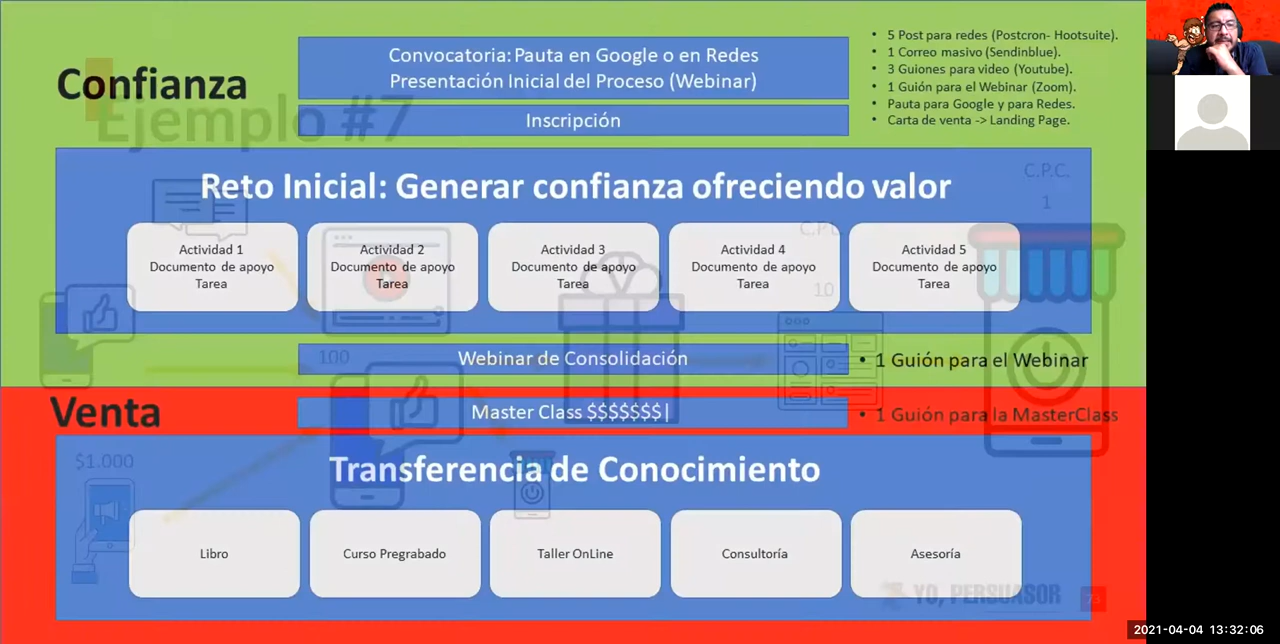 Confianza
Ejemplo #7
Convocatoria: Pauta en Google o en Redes
Presentación Inicial del Proceso (Webinar)
Inscripción
• 5 Post para redes (Postcron- Hootsuite).
• 1 Correo masivo (Sendinblue).
• 3 Guiones para video (Youtube).
• 1 Guión para el Webinar (Zoom).
• Pauta para Google y para Redes.
• Carta de venta -> Landing Page.
Reto Inicial: Generar confianza ofreciendo valor
C.P.C.
1
Actividad 1
Documento de apoyo
Tarea
Actividad 2
Documento de apoyo
Tarea
Actividad 3
Documento de apoyo
Tarea
Actividad 4
Documento de apoyo
Tarea
Actividad 5
Documento de apoyo
Tarea
10
100
Webinar de Consolidación
• 1 Guión para el Webinar
Venta
Master Class $$$$$$$|
• 1 Guión para la MasterClass
$1.000
Transferencia de Conocimiento
Libro
Curso Pregrabado
Taller OnLine
Consultoría
Asesoría
YO, PERSUASOR
73
2021-04-04 13:32:06